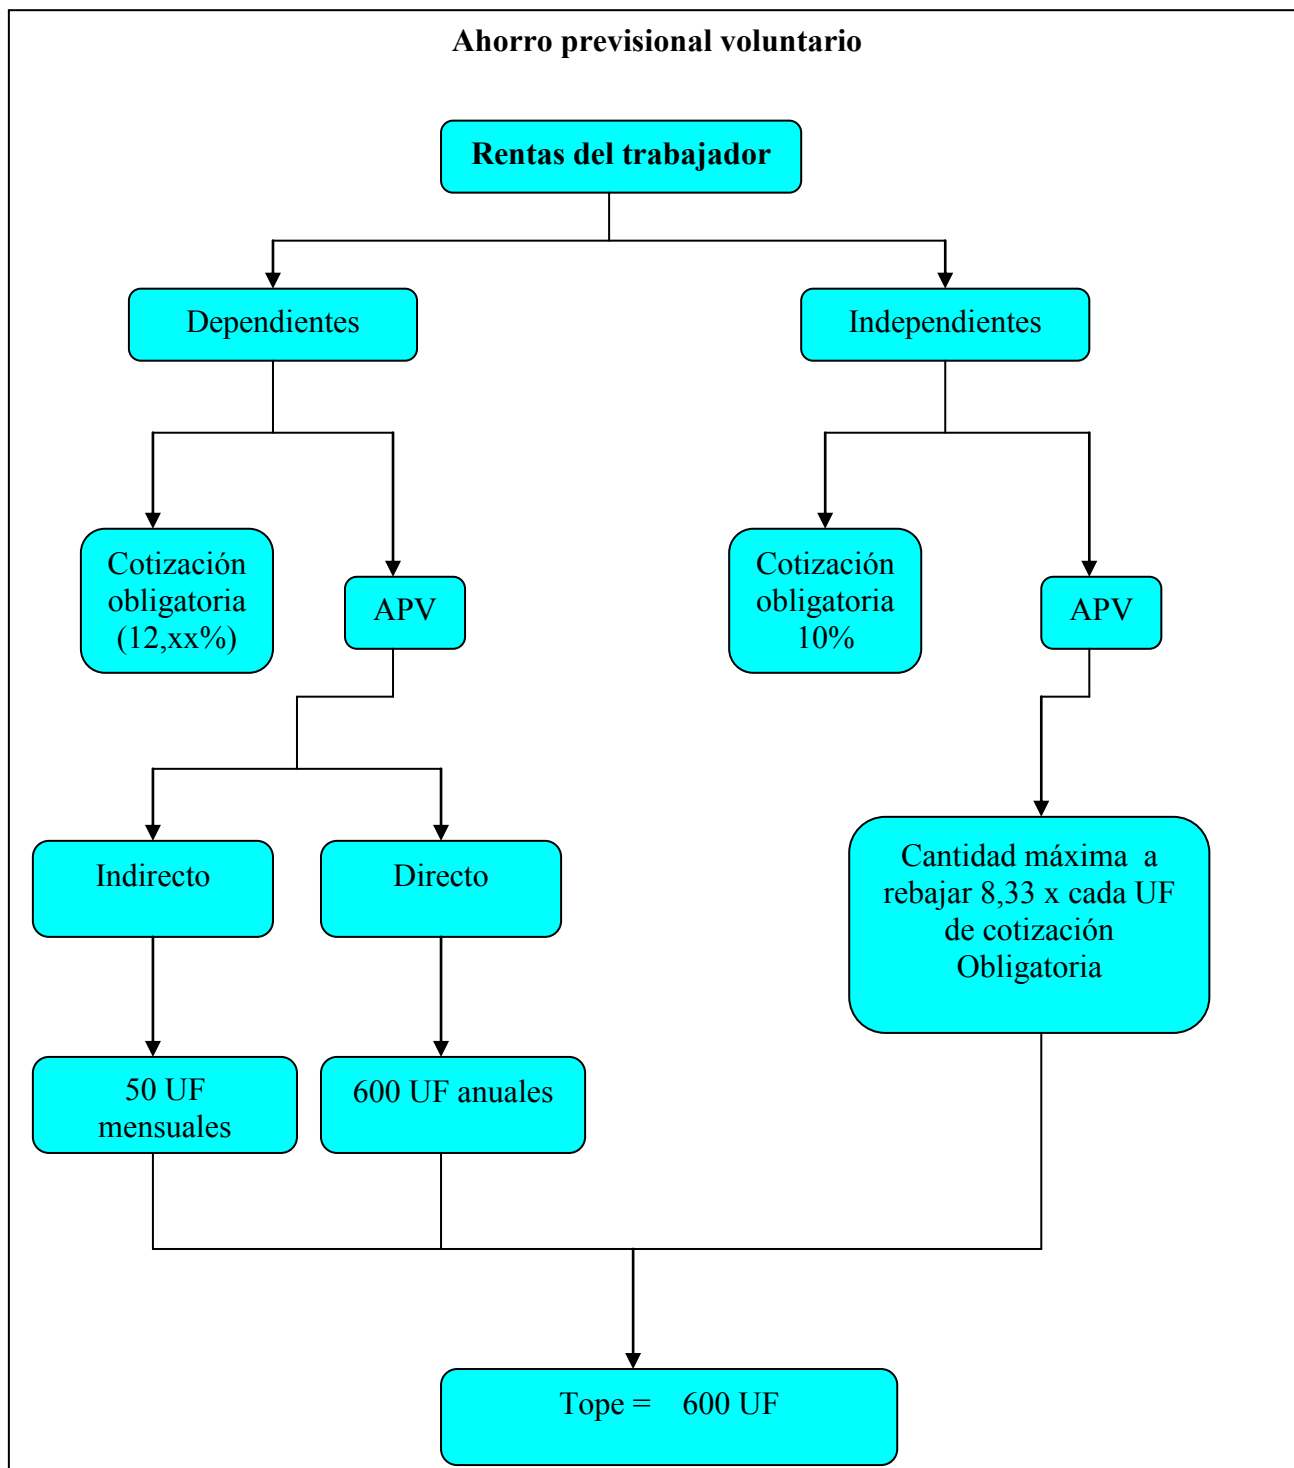 Ahorro previsional voluntario
Rentas del trabajador
Dependientes
Independientes
Cotización
obligatoria
(12,xx%)
APV
Cotización
obligatoria
10%
APV
Indirecto
Directo
Cantidad máxima a
rebajar 8,33 x cada UF
de cotización
Obligatoria
50 UF
mensuales
600 UF anuales
Tope = 600 UF